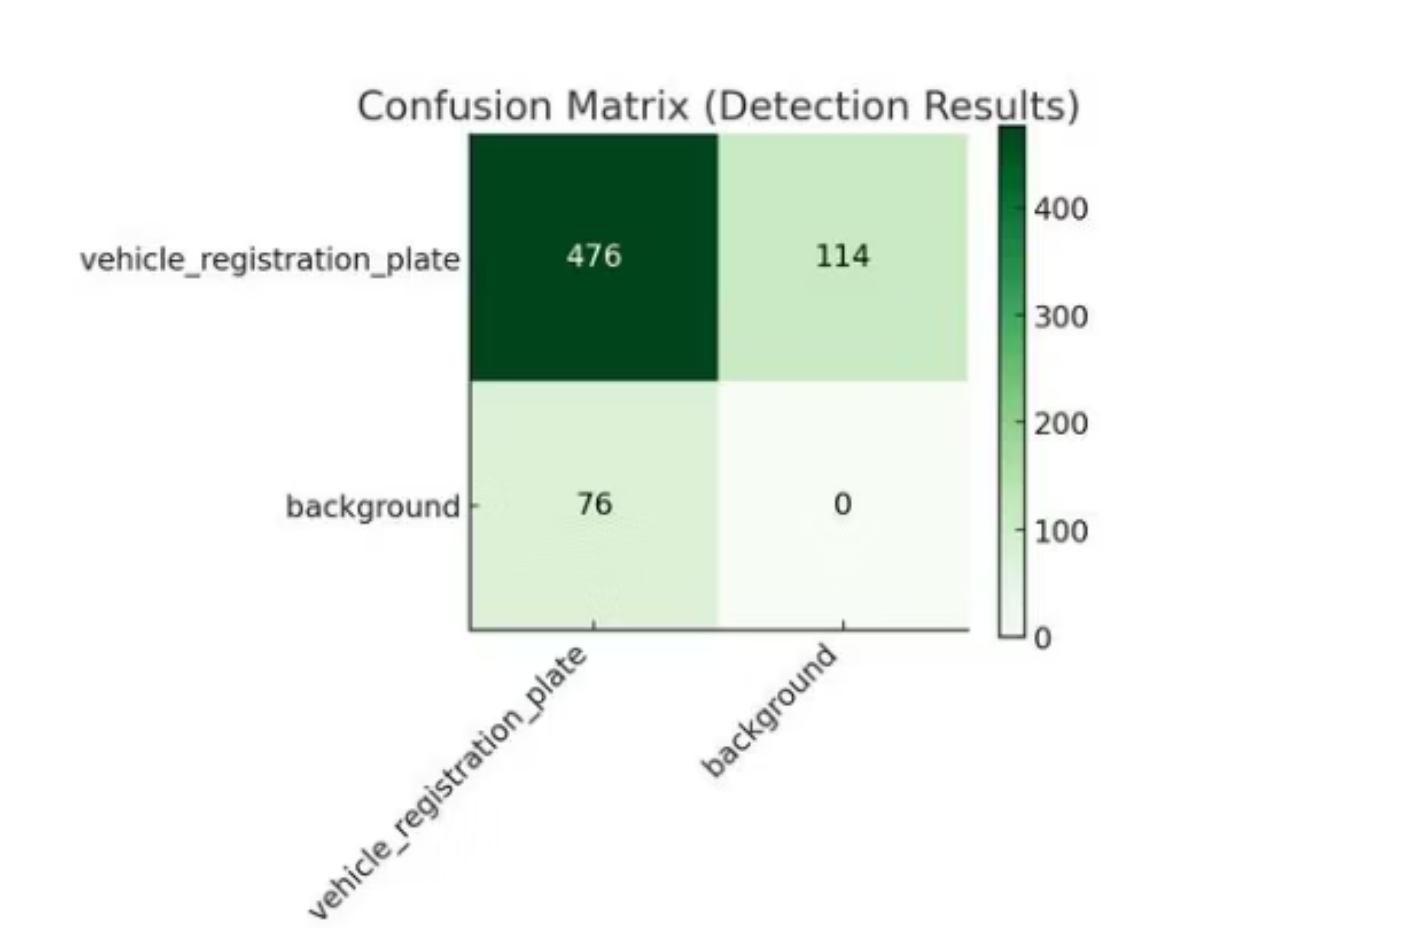 Confusion Matrix (Detection Results)
vehicle_registration_plate
476
114
background
76
0
400
300
200
100
0
vehicle_registration_plate
background